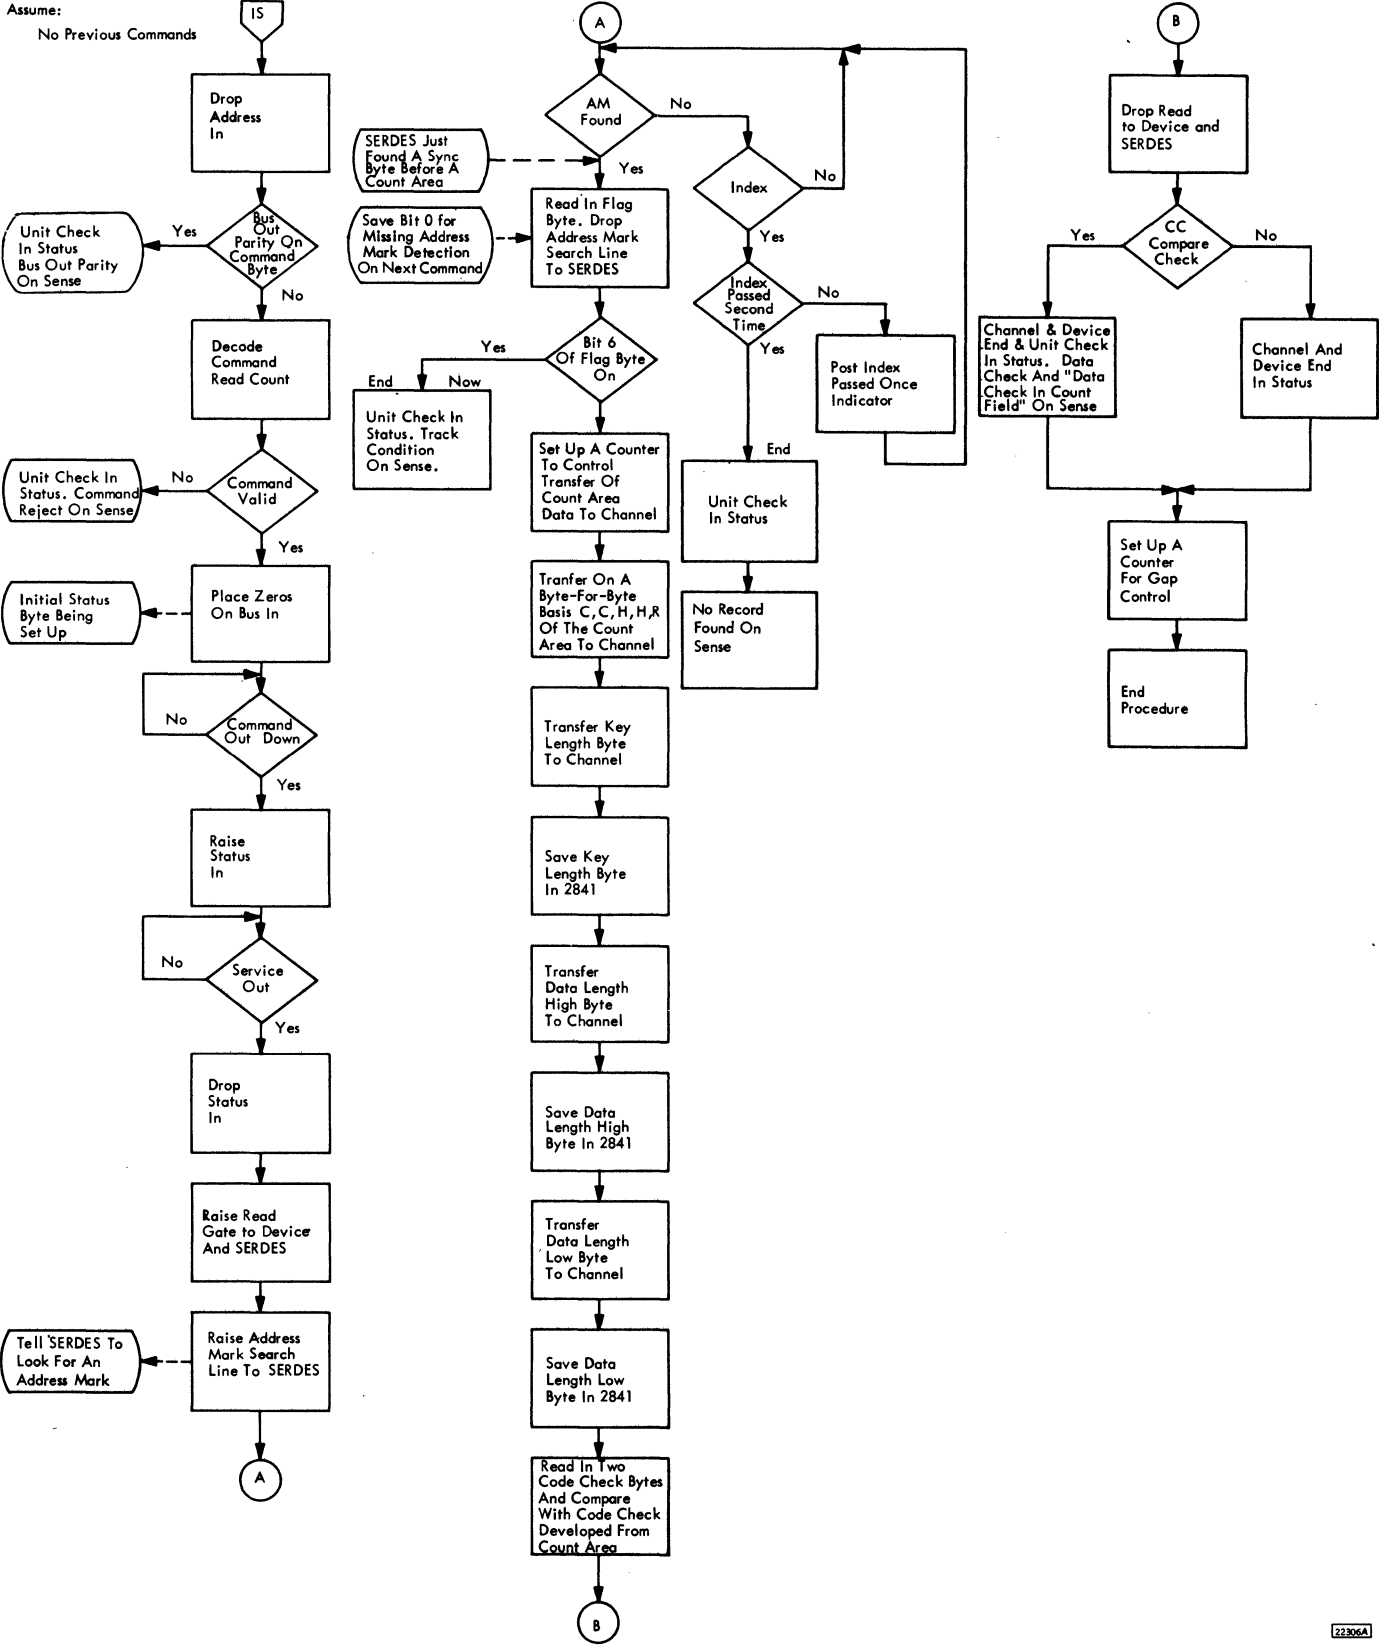 Assume:
No Previous Commands
IS
Drop
Address
In
Bus
Out
Parity On
Command
Byte
Yes
Unit Check
In Status
Bus Out Parity
On Sense
No
Decode
Command
Read Count
Command
Valid
No
Unit Check In
Status. Command
Reject On Sense
Yes
Place Zeros
On Bus In
Initial Status
Byte Being
Set Up
Command
Out Down
No
Yes
Raise
Status
In
Service
Out
No
Yes
Drop
Status
In
Raise Read
Gate to Device
And SERDES
Raise Address
Mark Search
Line To SERDES
Tell SERDES To
Look For An
Address Mark
A
A
AM
Found
No
SERDES Just
Found A Sync
Byte Before A
Count Area
Yes
Read In Flag
Byte. Drop
Address Mark
Search Line
To SERDES
Save Bit 0 for
Missing Address
Mark Detection
On Next Command
Bit 6
Of Flag Byte
On
Yes
End Now
Unit Check In
Status. Track
Condition
On Sense.
Set Up A Counter
To Control
Transfer Of
Count Area
Data To Channel
Tranfer On A
Byte-For-Byte
Basis C,C,H,H,R
Of The Count
Area To Channel
Transfer Key
Length Byte
To Channel
Save Key
Length Byte
In 2841
Transfer
Data Length
High Byte
To Channel
Save Data
Length High
Byte In 2841
Transfer
Data Length
Low Byte
To Channel
Save Data
Length Low
Byte In 2841
Read In Two
Code Check Bytes
And Compare
With Code Check
Developed From
Count Area
B
Index
No
Yes
Index
Passed
Second
Time
No
Yes
Post Index
Passed Once
Indicator
End
Unit Check
In Status
No Record
Found On
Sense
B
Drop Read
to Device and
SERDES
CC
Compare
Check
Yes
No
Channel & Device
End & Unit Check
In Status. Data
Check And "Data
Check In Count
Field" On Sense
Channel And
Device End
In Status
Set Up A
Counter
For Gap
Control
End
Procedure
22306A